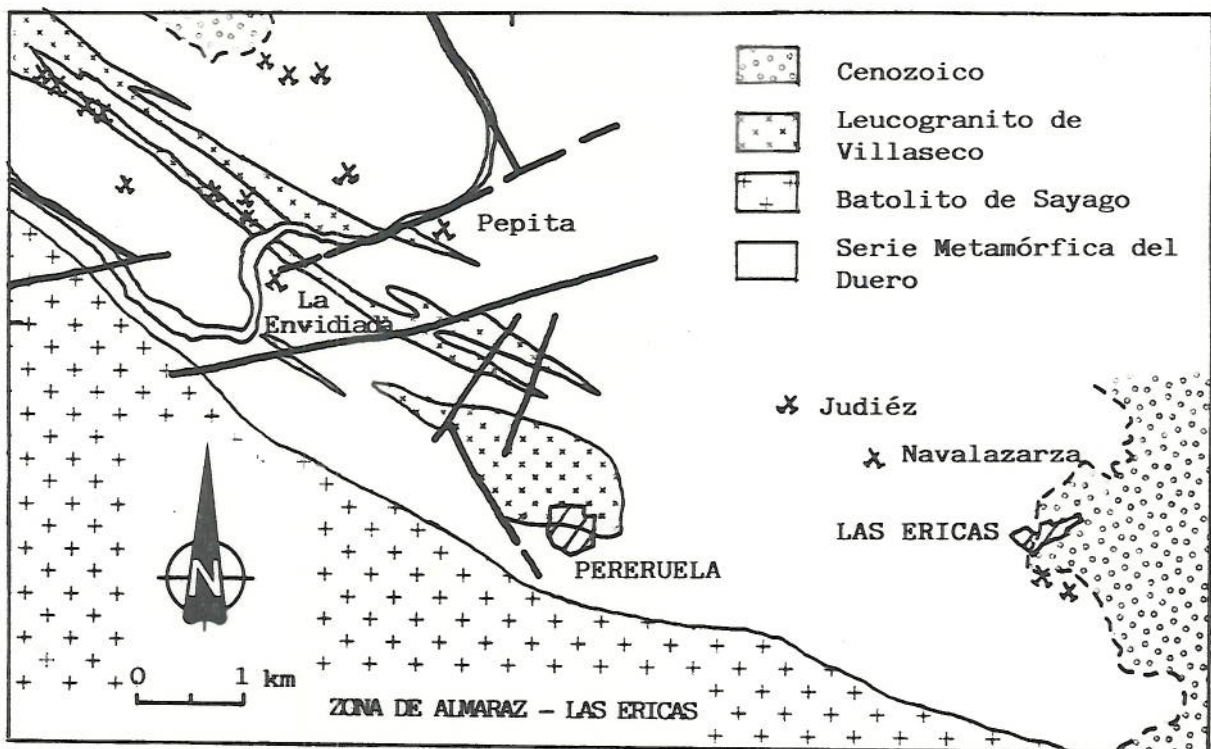 Cenozoico
Leucogranito de
Villaseco
Batolito de Sayago
Serie Metamórfica del
Duero
Pepita
La
Envidiada
Judiéz
Navalazarza
LAS ERICAS
PERERUELA
N
0 1 km
ZONA DE ALMARAZ - LAS ERICAS